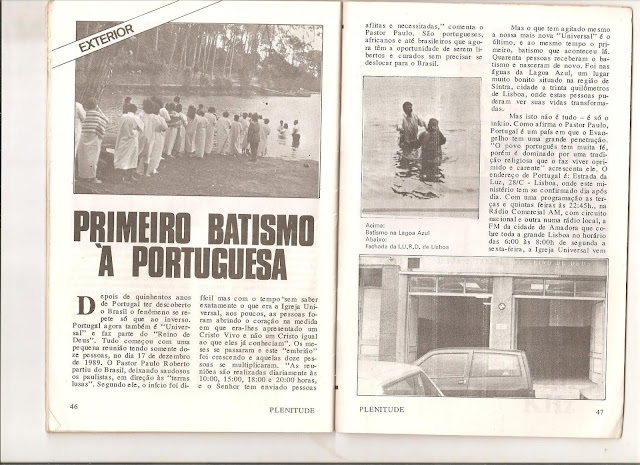 EXTERIOR
PRIMEIRO BATISMO
À PORTUGUESA
Depois de quinhentos anos
de Portugal ter descoberto
o Brasil o fenômeno se re-
pete só que ao inverso.
Portugal agora também é "Univer-
sal" e faz parte do "Reino de
Deus". Tudo começou com uma
pequena reunião tendo somente do-
ze pessoas, no dia 17 de dezembro
de 1989. O Pastor Paulo Roberto
partiu do Brasil, deixando saudosos
os paulistas, em direção às "terras
lusas". Segundo ele, o início foi di-
fícil mas com o tempo "sem saber
exatamente o que era a Igreja Uni-
versal, aos poucos, as pessoas fo-
ram abrindo o coração na medida
em que era-lhes apresentado um
Cristo Vivo e não um Cristo igual
ao que eles já conheciam". Os me-
ses se passaram e este "embrião"
foi crescendo e aquelas doze pes-
soas se multiplicaram. "As reu-
niões são realizadas diariamente às
10:00, 15:00, 18:00 e 20:00 horas,
e o Senhor tem enviado pessoas
46
PLENITUDE
aflitas e necessitadas," comenta o
Pastor Paulo. São portugueses,
africanos e até brasileiros que ago-
ra têm a oportunidade de serem li-
bertos e curados sem precisar se
deslocar para o Brasil.
Acima:
Batismo na Lagoa Azul
Abaixo:
Fachada da I.U.R.D. de Lisboa
Mas o que tem agitado mesmo
a nossa mais nova "Universal" é o
último, e ao mesmo tempo o pri-
meiro, batismo que aconteceu lá.
Quarenta pessoas receberam o ba-
tismo e nasceram de novo. Foi nas
águas da Lagoa Azul, um lugar
muito bonito situado na região de
Sintra, cidade a trinta quilômetros
de Lisboa, onde estas pessoas pu-
deram ver suas vidas transforma-
das.
Mas isto não é tudo – é só o
início. Como afirma o Pastor Paulo,
Portugal é um país em que o Evan-
gelho tem uma grande penetração.
"O povo português tem muita fé,
porém é dominado por uma tradi-
ção religiosa que o faz viver opri-
mido e carente" acrescenta ele. O
endereço de Portugal é: Estrada da
Luz, 28/C - Lisboa, onde este mi-
nistério tem se confirmado dia após
dia. Com uma programação as ter-
ças e quintas feiras às 22:45h., na
Rádio Comercial AM, com circuito
nacional e outra numa rádio local, a
FM da cidade de Amadora que co-
bre toda a grande Lisboa no horário
das 6:00 às 8:00h de segunda a
sexta-feira, a Igreja Universal vem
PLENITUDE
47